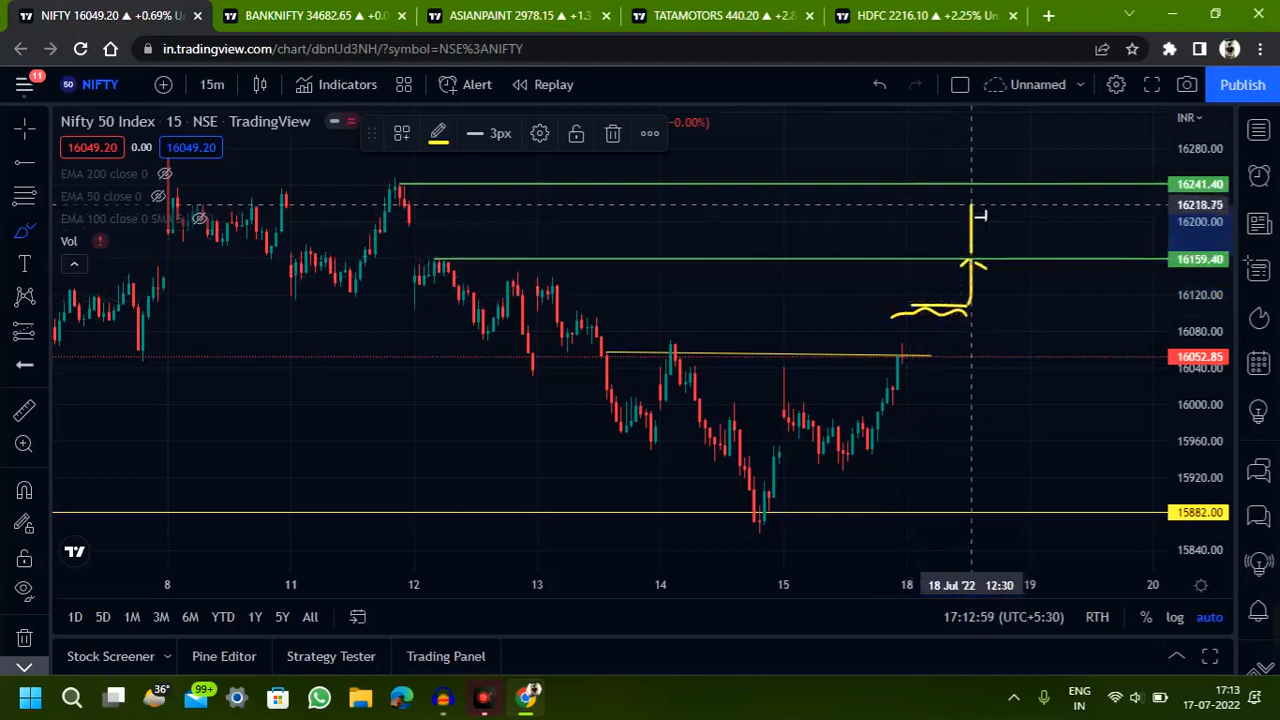 NIFTY 16049.20 ▲ +0.69% U
BANKNIFTY 34682.65 ▲ +0.0
ASIANPAINT 2978.15 ▲ +1.3
TATAMOTORS 440.20 ▲ +2.8
HDFC 2216.10 ▲ +2.25% Un
in.tradingview.com/chart/dbnUd3NH/?symbol=NSE%3ANIFTY
11
50 NIFTY
15m
Indicators
Alert
Replay
Unnamed
Publish
Nifty 50 Index • 15 • NSE • TradingView
3px
−0.00%)
INR
16049.20 0.00 16049.20
EMA 200 close 0
EMA 50 close 0
EMA 100 close 0 SMA 5
Vol
16280.00
16241.40
16218.75
16200.00
16159.40
16120.00
16080.00
16052.85
16040.00
16000.00
15960.00
15920.00
15882.00
15840.00
8 11 12 13 14 15 18 18 Jul '22 12:30 19 20
1D 5D 1M 3M 6M YTD 1Y 5Y All
17:12:59 (UTC+5:30) RTH % log auto
Stock Screener Pine Editor Strategy Tester Trading Panel
36°
99+
ENG
IN
17:13
17-07-2022